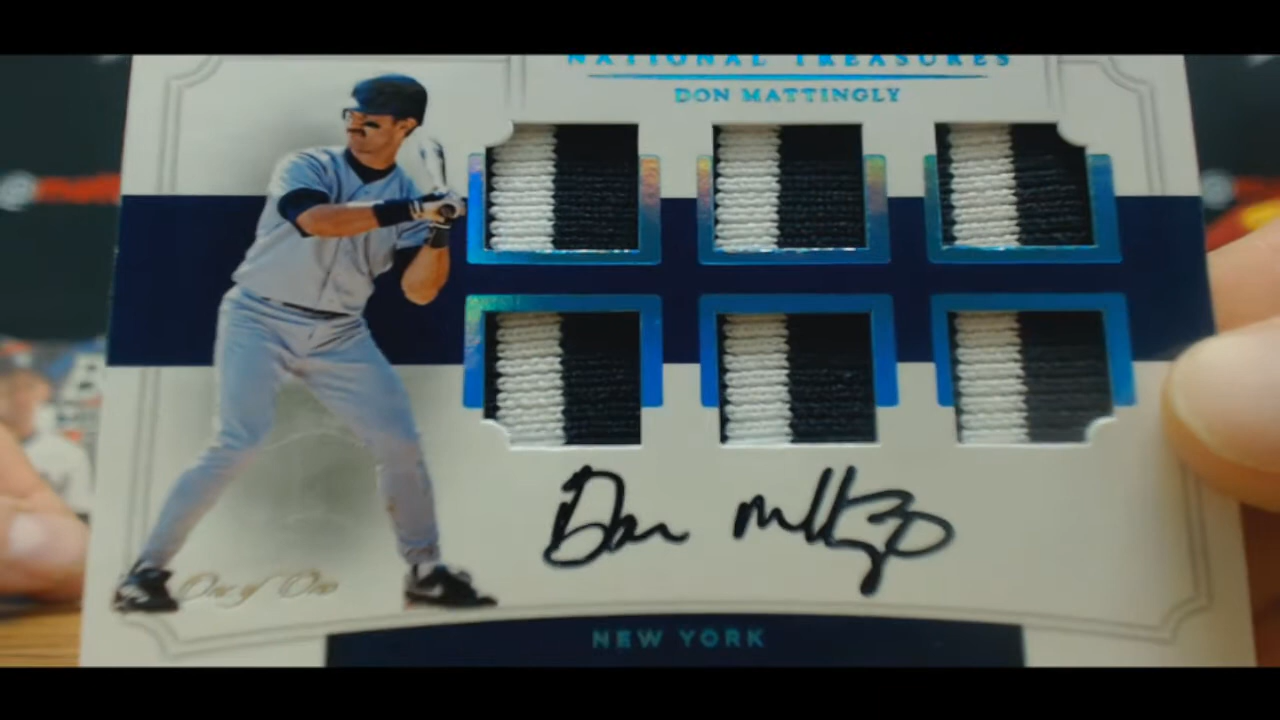 NATIONAL TREASURES
DON MATTINGLY
Don Mattingly
One of One
NEW YORK